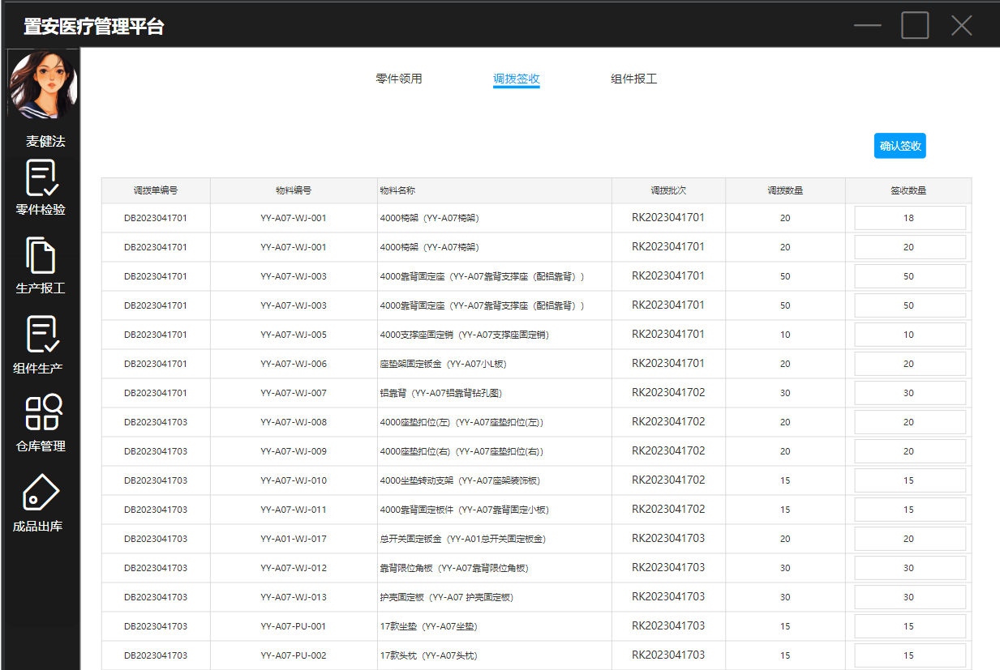 置安医疗管理平台
零件领用 调拨签收 组件报工
麦健法
零件检验
生产报工
组件生产
仓库管理
成品出库
确认签收
调拨单编号 物料编号 物料名称 调拨批次 调拨数量 签收数量
DB2023041701 YY-A07-WJ-001 4000椅架（YY-A07椅架） RK2023041701 20 18
DB2023041701 YY-A07-WJ-001 4000椅架（YY-A07椅架） RK2023041701 20 20
DB2023041701 YY-A07-WJ-003 4000靠背固定座（YY-A07靠背支撑座（配铝靠背）） RK2023041701 50 50
DB2023041701 YY-A07-WJ-003 4000靠背固定座（YY-A07靠背支撑座（配铝靠背）） RK2023041701 50 50
DB2023041701 YY-A07-WJ-005 4000支撑座固定销（YY-A07支撑座固定销) RK2023041701 10 10
DB2023041701 YY-A07-WJ-006 座垫架固定钣金（YY-A07小L板） RK2023041701 20 20
DB2023041701 YY-A07-WJ-007 铝靠背（YY-A07铝靠背钻孔图) RK2023041702 30 30
DB2023041703 YY-A07-WJ-008 4000座垫扣位(左)（YY-A07座垫扣位(左)） RK2023041702 20 20
DB2023041703 YY-A07-WJ-009 4000座垫扣位(右)（YY-A07座垫扣位(右)） RK2023041702 20 20
DB2023041703 YY-A07-WJ-010 4000坐垫转动支架（YY-A07座架装饰板） RK2023041702 15 15
DB2023041703 YY-A07-WJ-011 4000靠背固定板件（YY-A07靠背固定小板） RK2023041702 15 15
DB2023041703 YY-A01-WJ-017 总开关固定钣金（YY-A01总开关固定板金） RK2023041703 20 20
DB2023041703 YY-A07-WJ-012 靠背限位角板（YY-A07靠背限位角板） RK2023041703 30 30
DB2023041703 YY-A07-WJ-013 护壳固定板（YY-A07 护壳固定板） RK2023041703 30 30
DB2023041703 YY-A07-PU-001 17款坐垫（YY-A07坐垫） RK2023041703 15 15
DB2023041703 YY-A07-PU-002 17款头枕（YY-A07头枕） RK2023041703 15 15